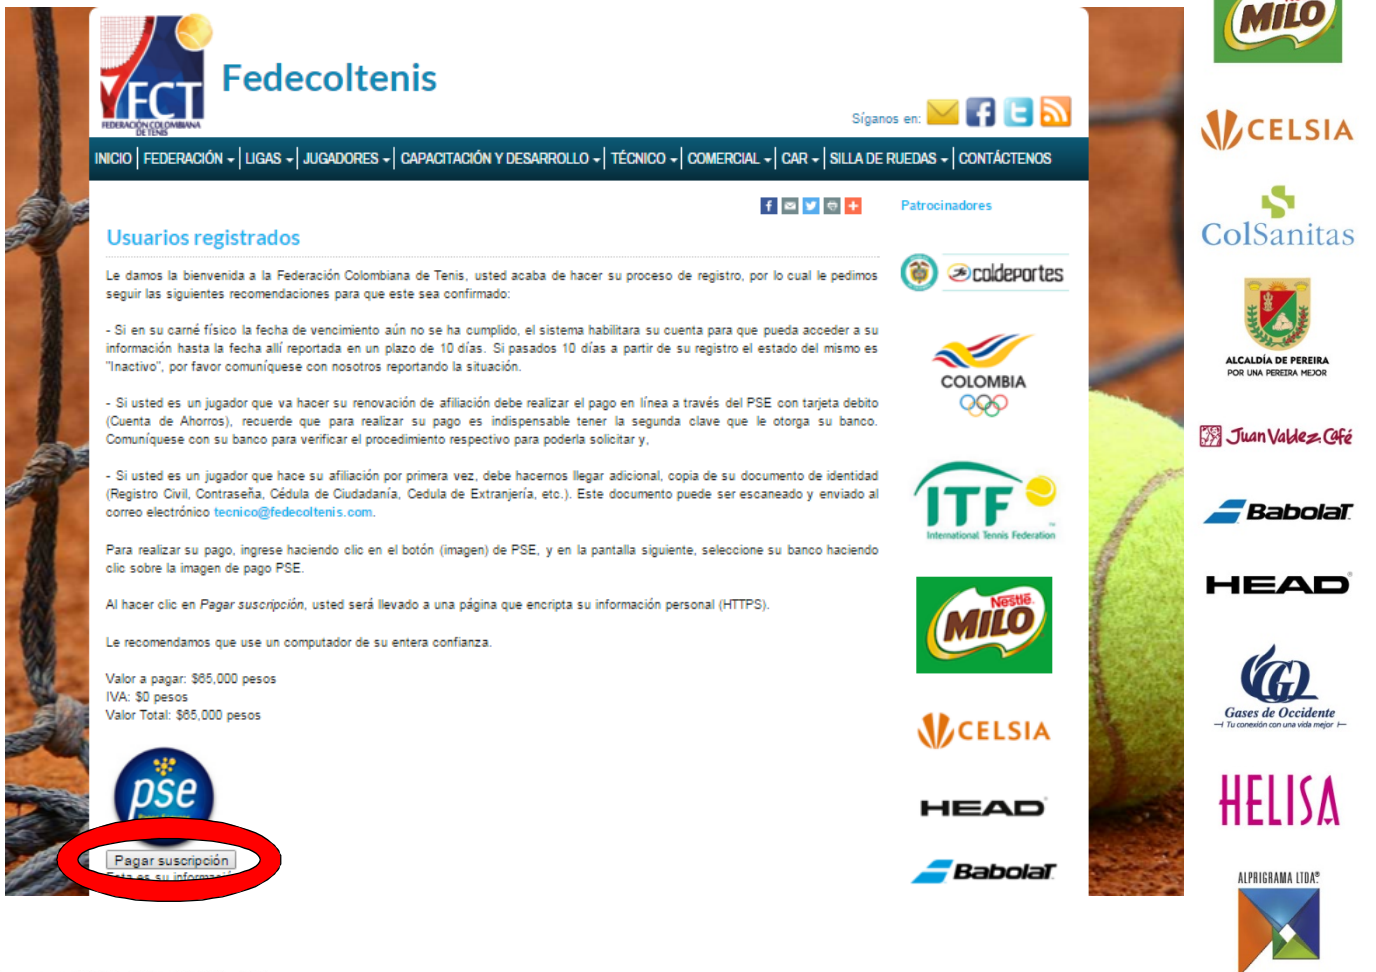 FCT
FEDERACIÓN COLOMBIANA
DE TENIS
Fedecoltenis
Síganos en:
INICIO FEDERACIÓN LIGAS JUGADORES CAPACITACIÓN Y DESARROLLO TÉCNICO COMERCIAL CAR SILLA DE RUEDAS CONTÁCTENOS
Usuarios registrados
Le damos la bienvenida a la Federación Colombiana de Tenis, usted acaba de hacer su proceso de registro, por lo cual le pedimos
seguir las siguientes recomendaciones para que este sea confirmado:
- Si en su carné físico la fecha de vencimiento aún no se ha cumplido, el sistema habilitara su cuenta para que pueda acceder a su
información hasta la fecha allí reportada en un plazo de 10 días. Si pasados 10 días a partir de su registro el estado del mismo es
"Inactivo", por favor comuníquese con nosotros reportando la situación.
- Si usted es un jugador que va hacer su renovación de afiliación debe realizar el pago en línea a través del PSE con tarjeta debito
(Cuenta de Ahorros), recuerde que para realizar su pago es indispensable tener la segunda clave que le otorga su banco.
Comuníquese con su banco para verificar el procedimiento respectivo para poderla solicitar y,
- Si usted es un jugador que hace su afiliación por primera vez, debe hacernos llegar adicional, copia de su documento de identidad
(Registro Civil, Contraseña, Cédula de Ciudadanía, Cedula de Extranjería, etc.). Este documento puede ser escaneado y enviado al
correo electrónico tecnico@fedecoltenis.com.
Para realizar su pago, ingrese haciendo clic en el botón (imagen) de PSE, y en la pantalla siguiente, seleccione su banco haciendo
clic sobre la imagen de pago PSE.
Al hacer clic en Pagar suscripción, usted será llevado a una página que encripta su información personal (HTTPS).
Le recomendamos que use un computador de su entera confianza.
Valor a pagar: $65,000 pesos
IVA: $0 pesos
Valor Total: $65,000 pesos
pse
Pagar suscripción
Esta es su información
Patrocinadores
coldeportes
COLOMBIA
ITF
International Tennis Federation
Nestlé
MILO
CELSIA
HEAD
Babolat
MILO
CELSIA
ColSanitas
ALCALDÍA DE PEREIRA
POR UNA PEREIRA MEJOR
Juan Valdez Café
Babolat
HEAD
Gases de Occidente
Tu conexión con una vida mejor
HELISA
ALPRIGRAMA LTDA